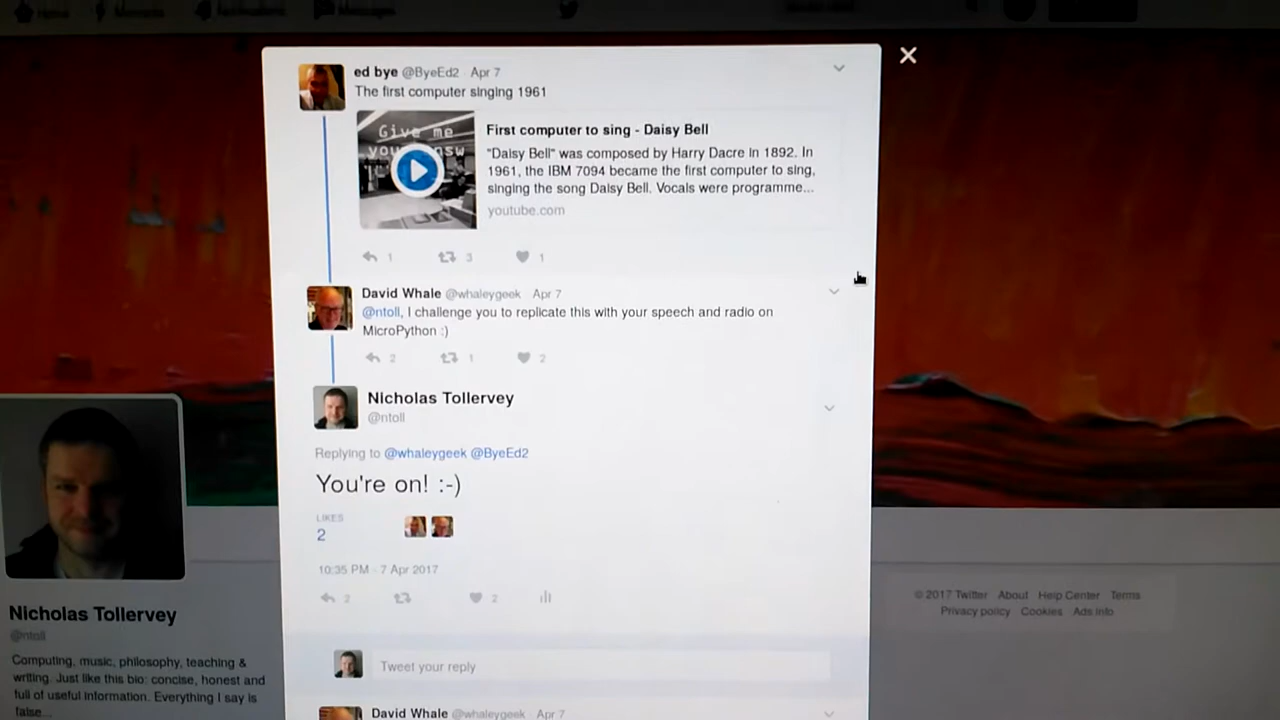 ed bye @ByeEd2 · Apr 7
The first computer singing 1961
Give me
First computer to sing - Daisy Bell
"Daisy Bell" was composed by Harry Dacre in 1892. In
1961, the IBM 7094 became the first computer to sing,
singing the song Daisy Bell. Vocals were programme...
youtube.com
1 3 1
David Whale @whaleygeek · Apr 7
@ntoll, I challenge you to replicate this with your speech and radio on
MicroPython :)
2 1 2
Nicholas Tollervey
@ntoll
Replying to @whaleygeek @ByeEd2
You're on! :-)
LIKES
2
10:35 PM - 7 Apr 2017
2 2
Tweet your reply
David Whale @whaleygeek · Apr 7
Nicholas Tollervey
@ntoll
Computing, music, philosophy, teaching &
writing. Just like this bio: concise, honest and
full of useful information. Everything I say is
false...
© 2017 Twitter About Help Center Terms
Privacy policy Cookies Ads info